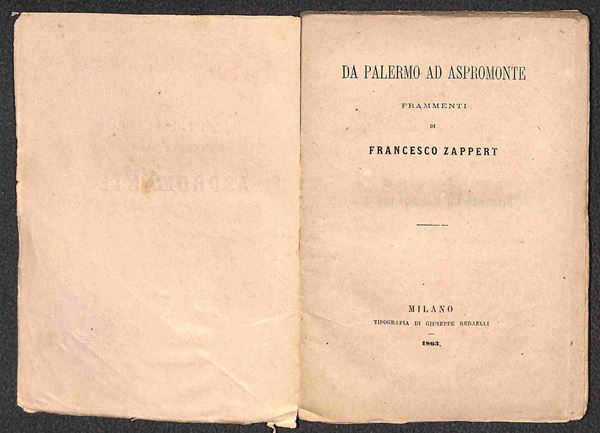 DA PALERMO AD ASPROMONTE
FRAMMENTI
DI
FRANCESCO ZAPPERT
MILANO
TIPOGRAFIA DI GIUSEPPE REDAELLI
1863.